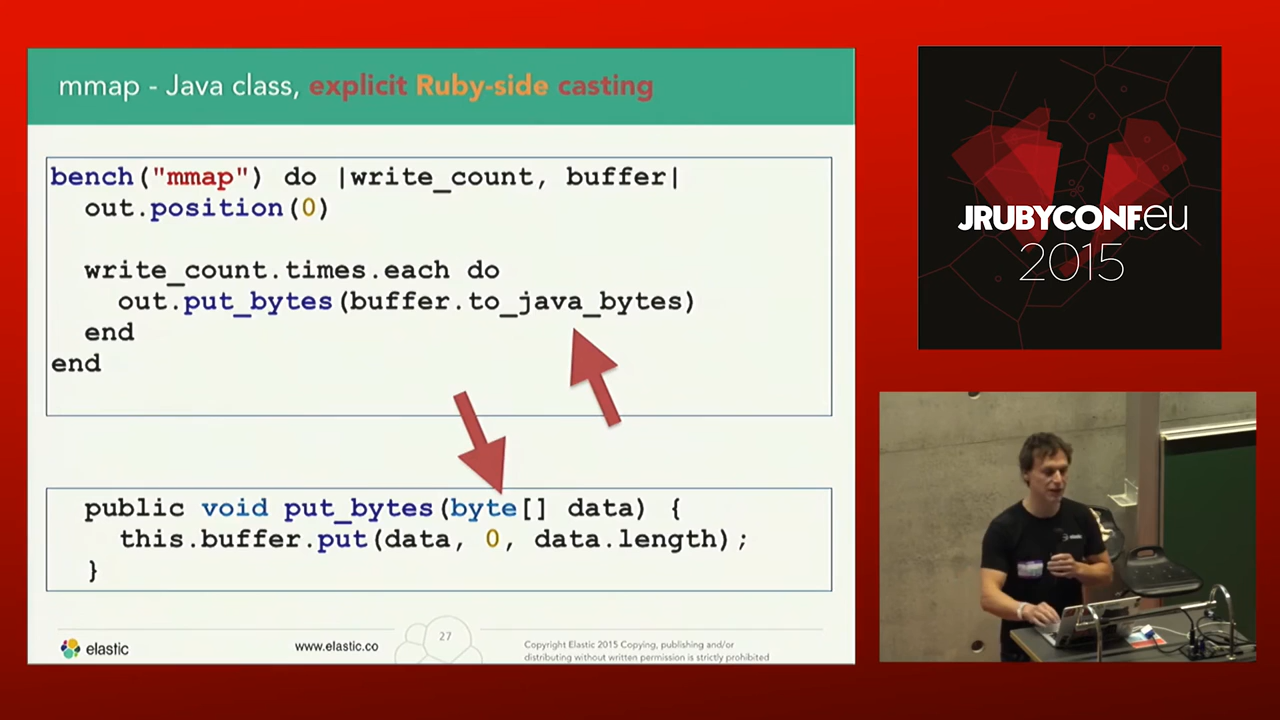 mmap - Java class, explicit Ruby-side casting
bench("mmap") do |write_count, buffer|
  out.position(0)
  write_count.times.each do
    out.put_bytes(buffer.to_java_bytes)
  end
end
  public void put_bytes(byte[] data) {
    this.buffer.put(data, 0, data.length);
  }
elastic
www.elastic.co
27
Copyright Elastic 2015 Copying, publishing and/or
distributing without written permission is strictly prohibited
JRUBYCONF.EU
2015
elastic